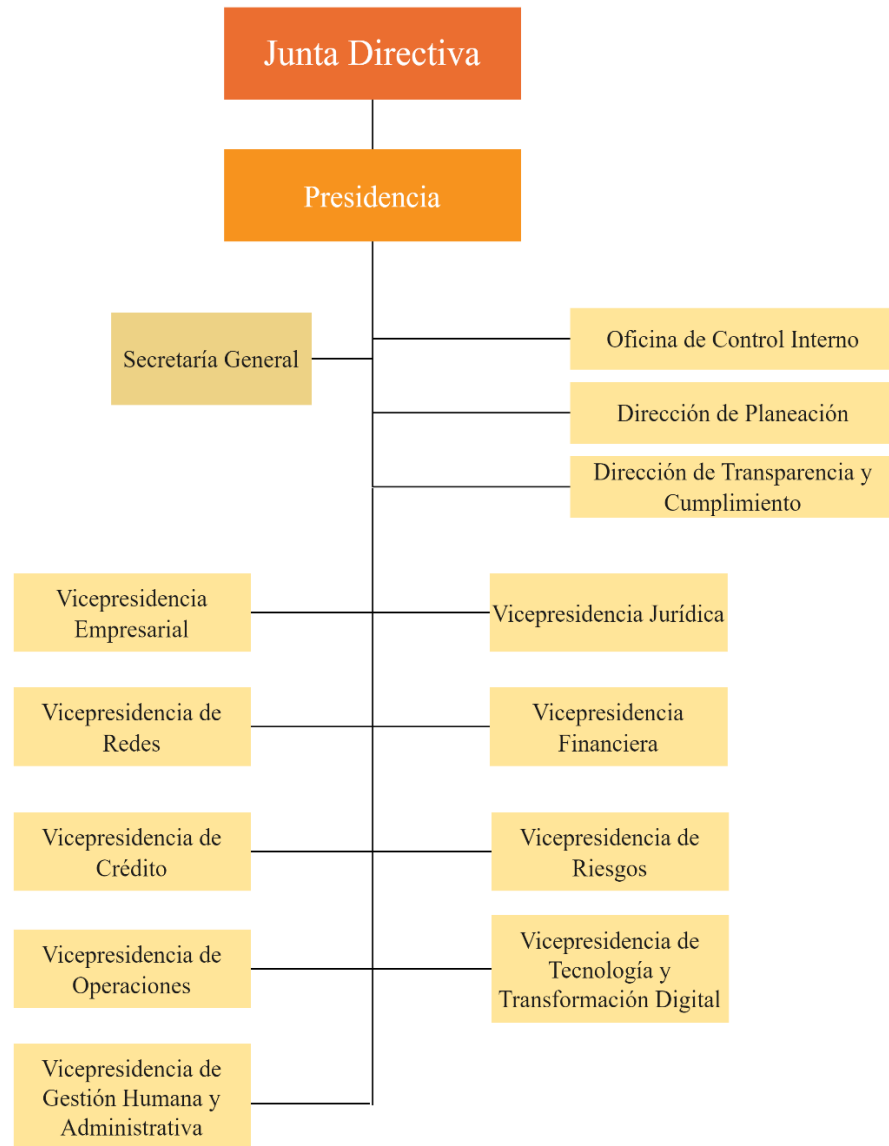 Junta Directiva
Presidencia
Secretaría General
Oficina de Control Interno
Dirección de Planeación
Dirección de Transparencia y
Cumplimiento
Vicepresidencia
Empresarial
Vicepresidencia Jurídica
Vicepresidencia de
Redes
Vicepresidencia
Financiera
Vicepresidencia de
Crédito
Vicepresidencia de
Riesgos
Vicepresidencia de
Operaciones
Vicepresidencia de
Tecnología y
Transformación Digital
Vicepresidencia de
Gestión Humana y
Administrativa